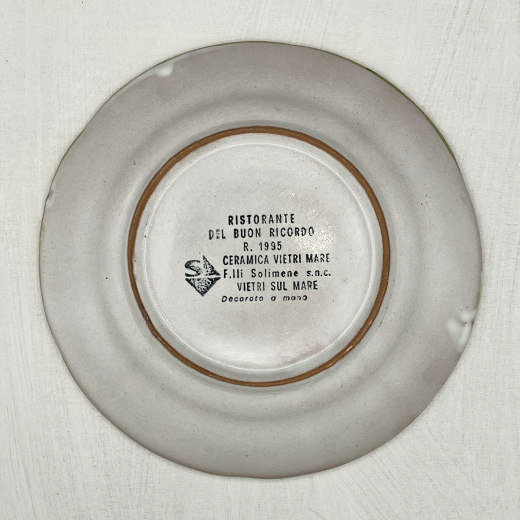 RISTORANTE
DEL BUON RICORDO
R. 1995
CERAMICA VIETRI MARE
F.lli Solimene s.n.c.
VIETRI SUL MARE
Decorato a mano